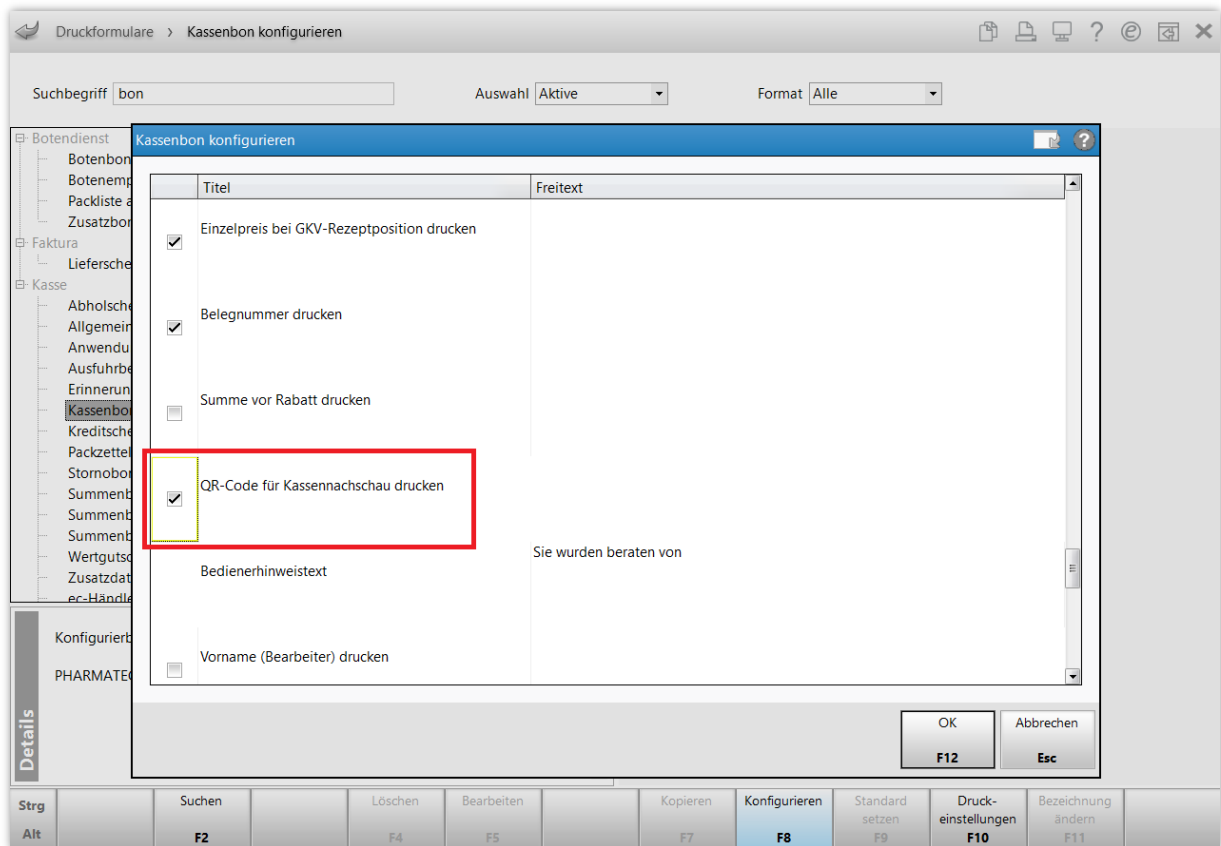 Druckformulare › Kassenbon konfigurieren
?
Suchbegriff bon Auswahl Aktive Format Alle
Botendienst
Botenbon
Botenemp
Packliste a
Zusatzbon
Faktura
Liefersche
Kasse
Abholsche
Allgemein
Anwendu
Ausfuhrbe
Erinnerun
Kassenbon
Kreditsche
Packzettel
Stornobon
Summenb
Summenb
Summenb
Wertgutsc
Zusatzdat
ec-Händle
Kassenbon konfigurieren
?
Titel Freitext
Einzelpreis bei GKV-Rezeptposition drucken
Belegnummer drucken
Summe vor Rabatt drucken
QR-Code für Kassennachschau drucken
Sie wurden beraten von
Bedienerhinweistext
Vorname (Bearbeiter) drucken
OK
F12
Abbrechen
Esc
Details
Konfigurierb
PHARMATEC
Strg
Alt
Suchen
F2
Löschen
F4
Bearbeiten
F5
Kopieren
F7
Konfigurieren
F8
Standard
setzen
F9
Druck-
einstellungen
F10
Bezeichnung
ändern
F11